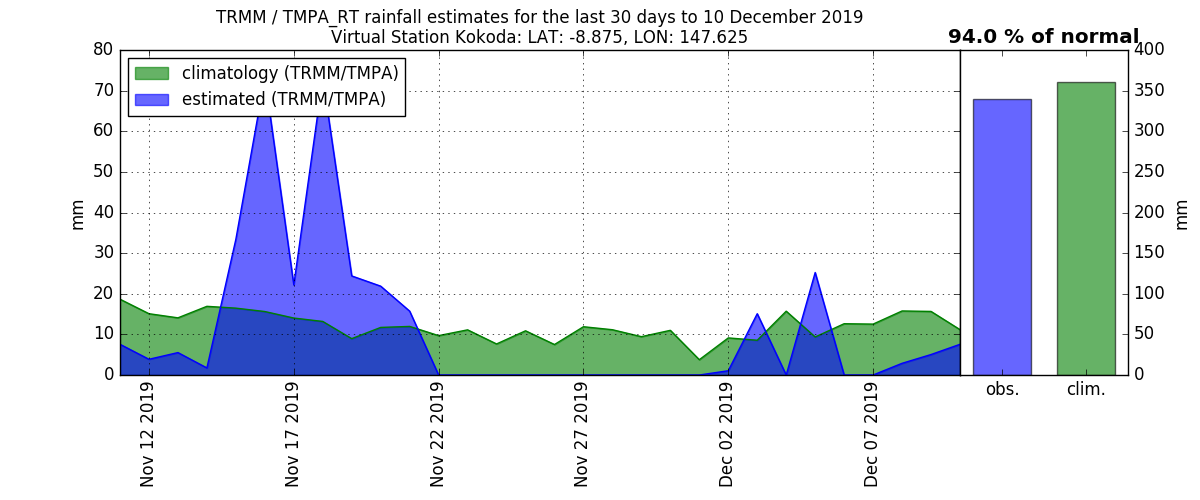 TRMM / TMPA_RT rainfall estimates for the last 30 days to 10 December 2019
Virtual Station Kokoda: LAT: -8.875, LON: 147.625
94.0 % of normal
climatology (TRMM/TMPA)
estimated (TRMM/TMPA)
80
70
60
50
40
30
20
10
0
mm
Nov 12 2019
Nov 17 2019
Nov 22 2019
Nov 27 2019
Dec 02 2019
Dec 07 2019
obs.
clim.
400
350
300
250
200
150
100
50
0
mm